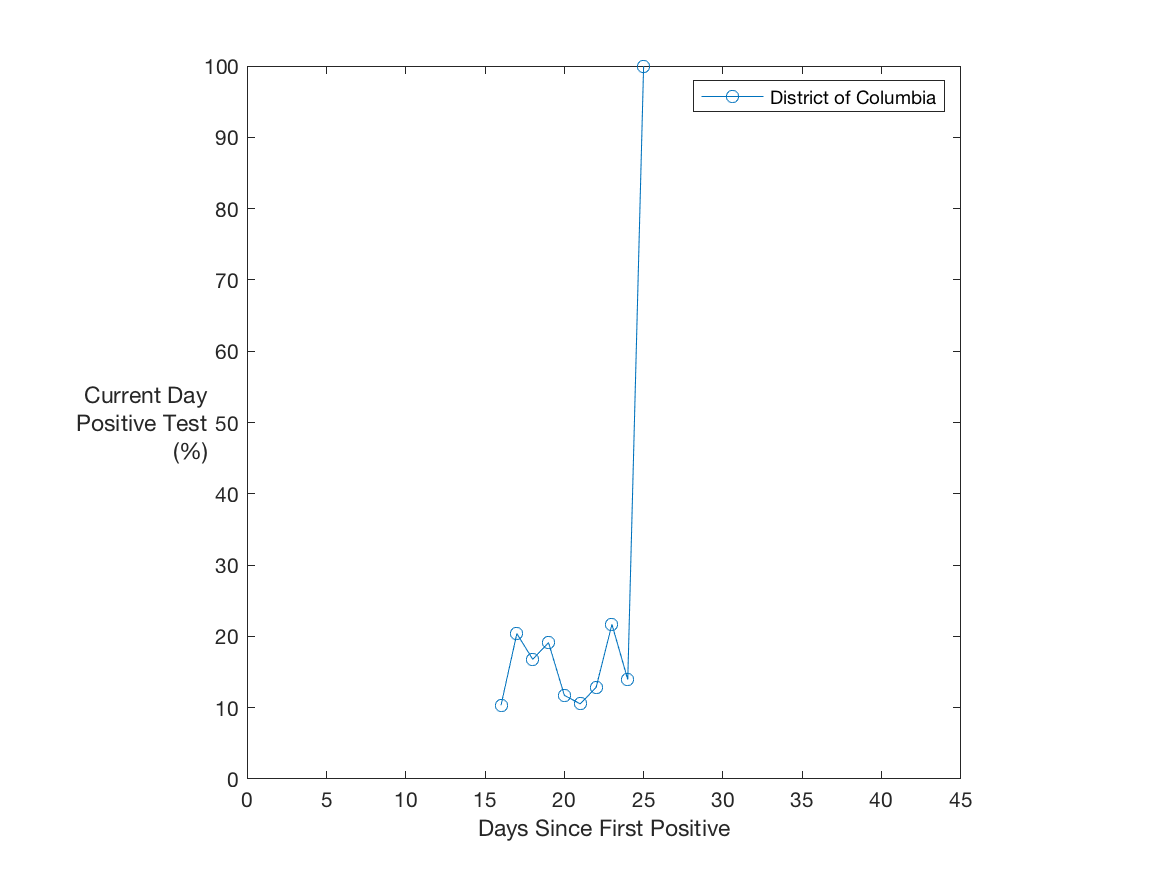 100
90
80
70
60
50
40
30
20
10
0
Current Day
Positive Test
(%)
District of Columbia
0 5 10 15 20 25 30 35 40 45
Days Since First Positive